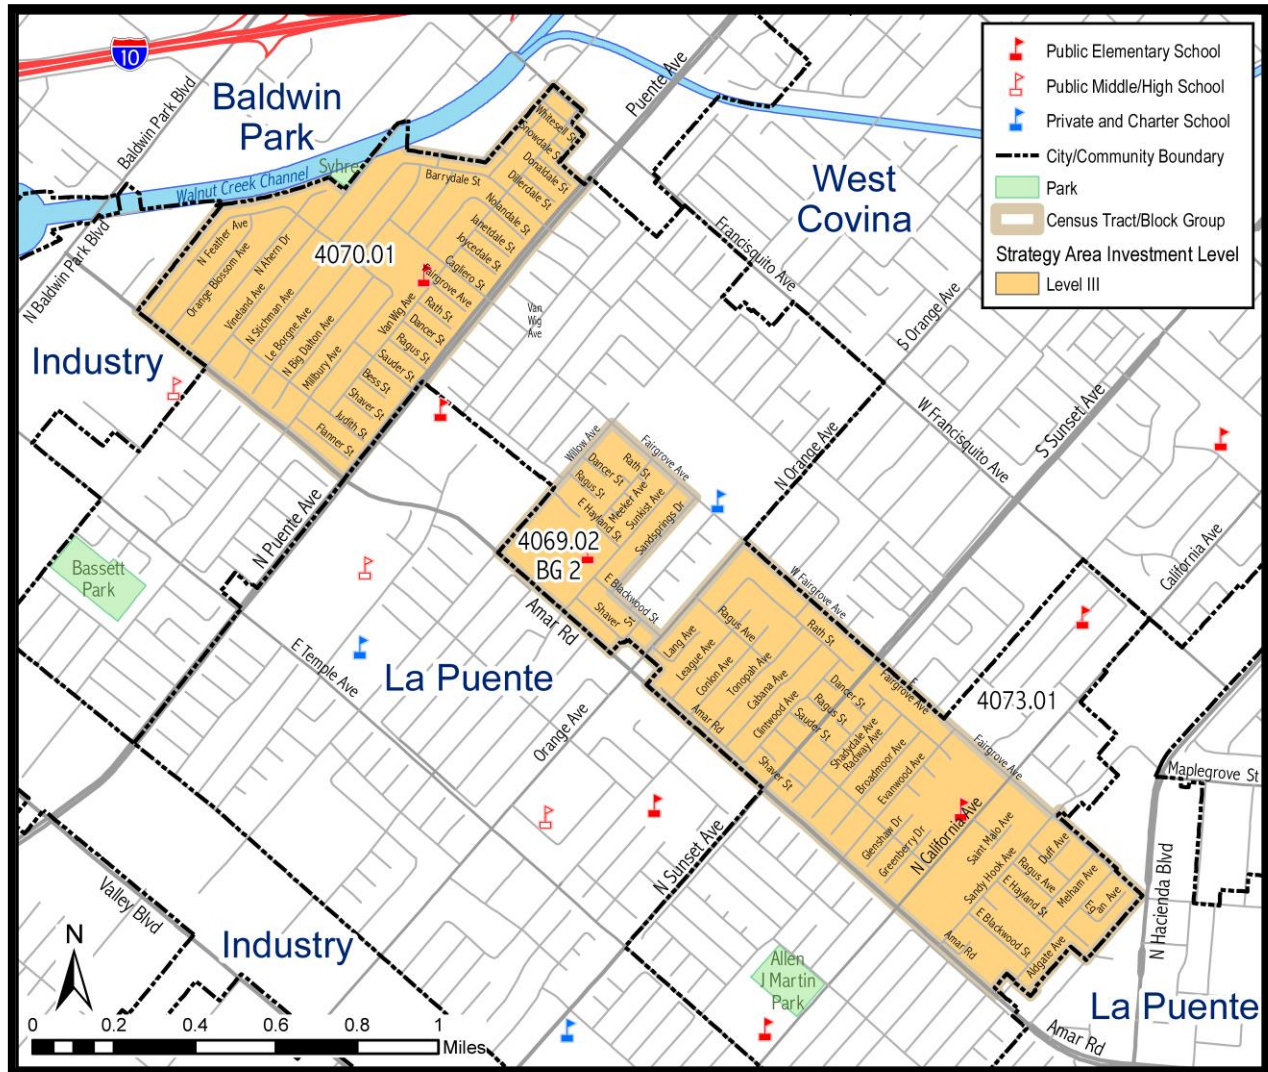 10
Baldwin Park Blvd
Baldwin
Park
Puente Ave
Public Elementary School
Public Middle/High School
Private and Charter School
City/Community Boundary
Park
Census Tract/Block Group
Strategy Area Investment Level
Level III
Walnut Creek Channel
Whitesell St
Snowdale St
Donaldale St
Dillerdale St
Nolandale St
Janetdale St
Joycedale St
Cagliero St
Fairgrove Ave
Barrydale St
West
Covina
Francisquito Ave
4070.01
N Feather Ave
Orange Blossom Ave
N Ahern Dr
Vineland Ave
N Stichman Ave
Le Borgne Ave
N Big Dalton Ave
Millbury Ave
Van Wig Ave
Rath St
Dancer St
Ragus St
Sauder St
Bess St
Shaver St
Judith St
Flanner St
Van
Wig
Ave
N Baldwin Park Blvd
Industry
S Orange Ave
W Francisquito Ave
S Sunset Ave
N Orange Ave
California Ave
Willow Ave
Fairgrove Ave
Rath St
Dancer St
Ragus St
Meeker Ave
E Hayland St
Sunkist Ave
Sandsprings Dr
4069.02
BG 2
E Blackwood St
Shaver St
N Puente Ave
Bassett
Park
Amar Rd
E Temple Ave
La Puente
Orange Ave
W Fairgrove Ave
Rath St
Ragus Ave
Lang Ave
League Ave
Conlon Ave
Tonopah Ave
Cabana Ave
Clintwood Ave
Amar Rd
Shaver St
Sauder St
Ragus St
Dancer St
Shadydale Ave
Radway Ave
Broadmoor Ave
Evanwood Ave
E
Fairgrove Ave
Fairgrove Ave
4073.01
Glenshaw Dr
Greenberry Dr
N California Ave
Saint Malo Ave
Sandy Hook Ave
Ragus Ave
E Hayland St
Duff Ave
Melham Ave
Egan Ave
E Blackwood St
Aldgate Ave
Amar Rd
Maplegrove St
N Hacienda Blvd
N Sunset Ave
Valley Blvd
Industry
Allen
J Martin
Park
La Puente
Amar Rd
N
0 0.2 0.4 0.6 0.8 1
Miles